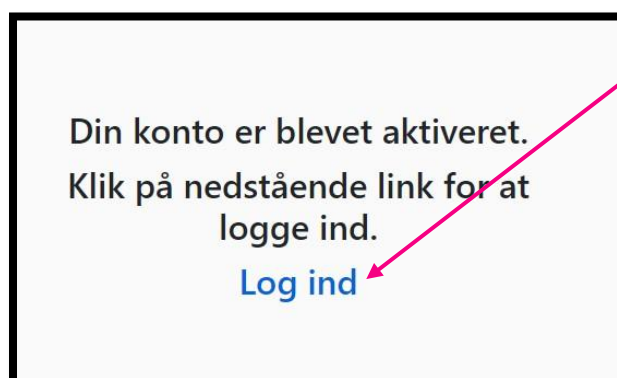 Din konto er blevet aktiveret.
Klik på nedstående link for at
logge ind.
Log ind